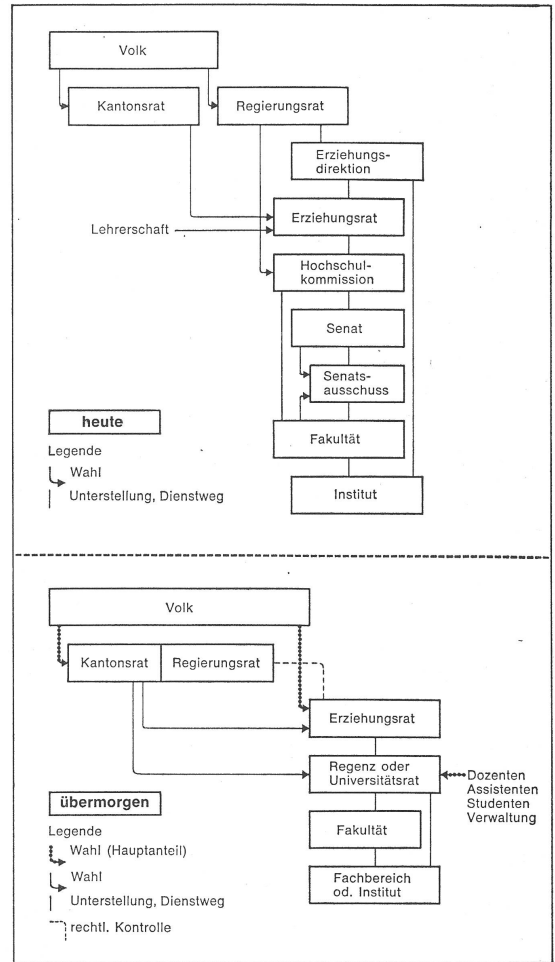 Volk
Kantonsrat
Regierungsrat
Erziehungs-
direktion
Erziehungsrat
Lehrerschaft
Hochschul-
kommission
Senat
Senats-
ausschuss
Fakultät
Institut
heute
Legende
Wahl
Unterstellung, Dienstweg
Volk
Kantonsrat
Regierungsrat
Erziehungsrat
Regenz oder
Universitätsrat
Dozenten
Assistenten
Studenten
Verwaltung
Fakultät
Fachbereich
od. Institut
übermorgen
Legende
Wahl (Hauptanteil)
Wahl
Unterstellung, Dienstweg
rechtl. Kontrolle